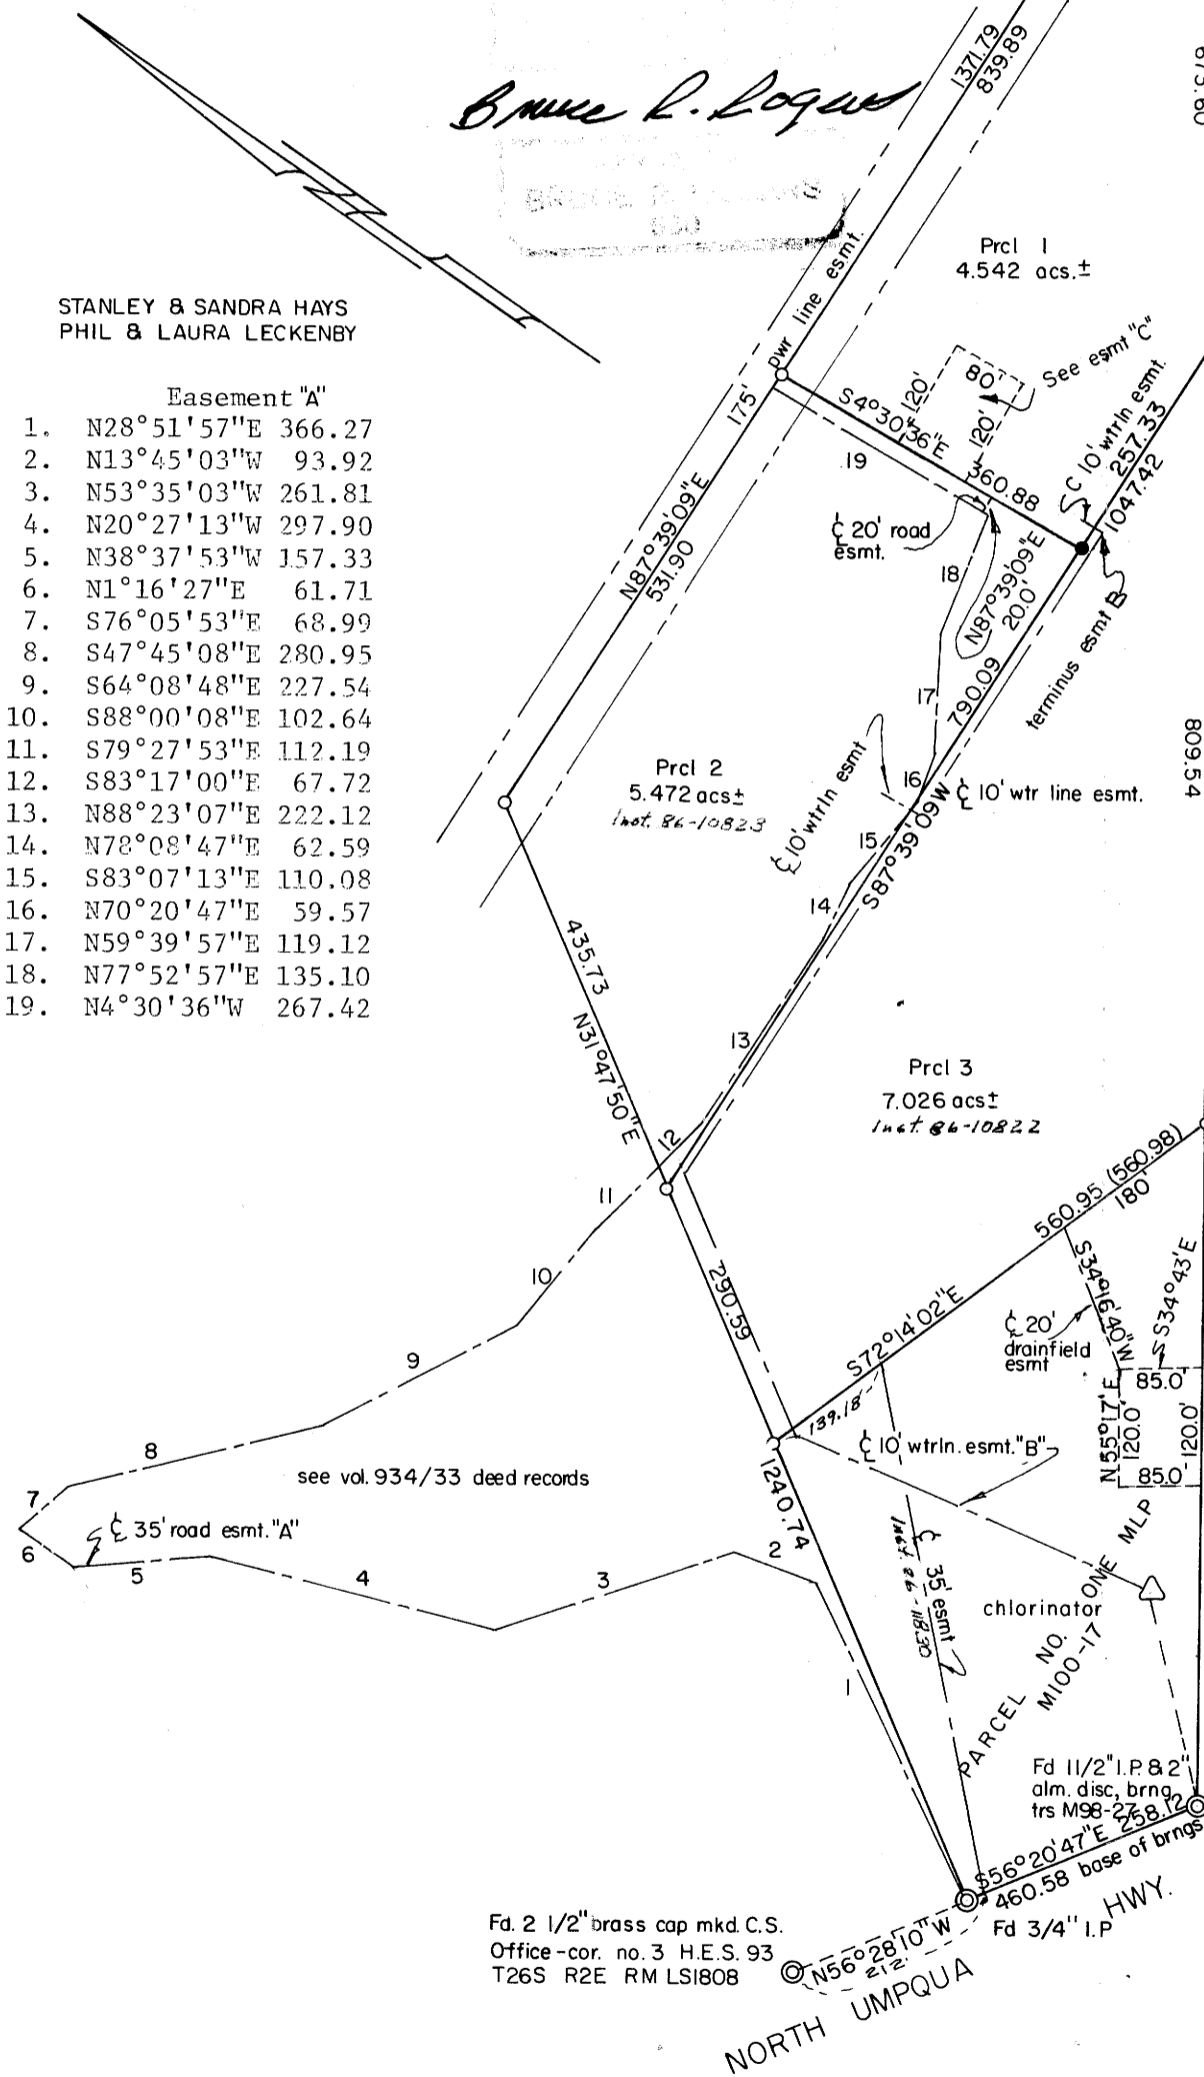 1371.79
839.89
675.60
Bruce R. Rogers
Prcl 1
4.542 acs.±
pwr line esmt.
STANLEY & SANDRA HAYS
PHIL & LAURA LECKENBY
Easement "A"
1. N28°51'57"E 366.27
2. N13°45'03"W 93.92
3. N53°35'03"W 261.81
4. N20°27'13"W 297.90
5. N38°37'53"W 157.33
6. N1°16'27"E 61.71
7. S76°05'53"E 68.99
8. S47°45'08"E 280.95
9. S64°08'48"E 227.54
10. S88°00'08"E 102.64
11. S79°27'53"E 112.19
12. S83°17'00"E 67.72
13. N88°23'07"E 222.12
14. N78°08'47"E 62.59
15. S83°07'13"E 110.08
16. N70°20'47"E 59.57
17. N59°39'57"E 119.12
18. N77°52'57"E 135.10
19. N4°30'36"W 267.42
See esmt "C"
80'
120'
120'
175'
S4°30'36"E
360.88
19
℄ 10' wtrln esmt.
257.33
1047.42
℄ 20' road
esmt.
N87°39'09"E
531.90
18
N87°39'09"E
20.0'
terminus esmt B
17
790.09
809.54
Prcl 2
5.472 acs±
Inst. 86-10823
℄ 10' wtrln esmt
16
℄ 10' wtr line esmt.
15
S87°39'09"W
14
435.73
N31°47'50"E
13
Prcl 3
7.026 acs±
Inst. 86-10822
12
11
560.95 (560.98)
180'
10
290.59
S72°14'02"E
S34°16'40"W
S34°43'E
℄ 20'
drainfield
esmt
9
139.18'
85.0'
N55°17'E
120.0'
120.0'
85.0'
8
℄ 10' wtrln. esmt. "B"
see vol. 934/33 deed records
1240.74
7
℄ 35' road esmt. "A"
6
5
4
3
2
1
℄ 35' esmt
Inst. 86-11830
chlorinator
PARCEL NO. ONE MLP
M100-17
Fd 1 1/2" I.P. & 2"
alm. disc, brng
trs M98-27
258.12
S56°20'47"E
460.58 base of brngs
Fd 3/4" I.P
Fd. 2 1/2" brass cap mkd. C.S.
Office-cor. no. 3 H.E.S. 93
T26S R2E RM LS1808
N56°28'10"W
212.
NORTH UMPQUA HWY.